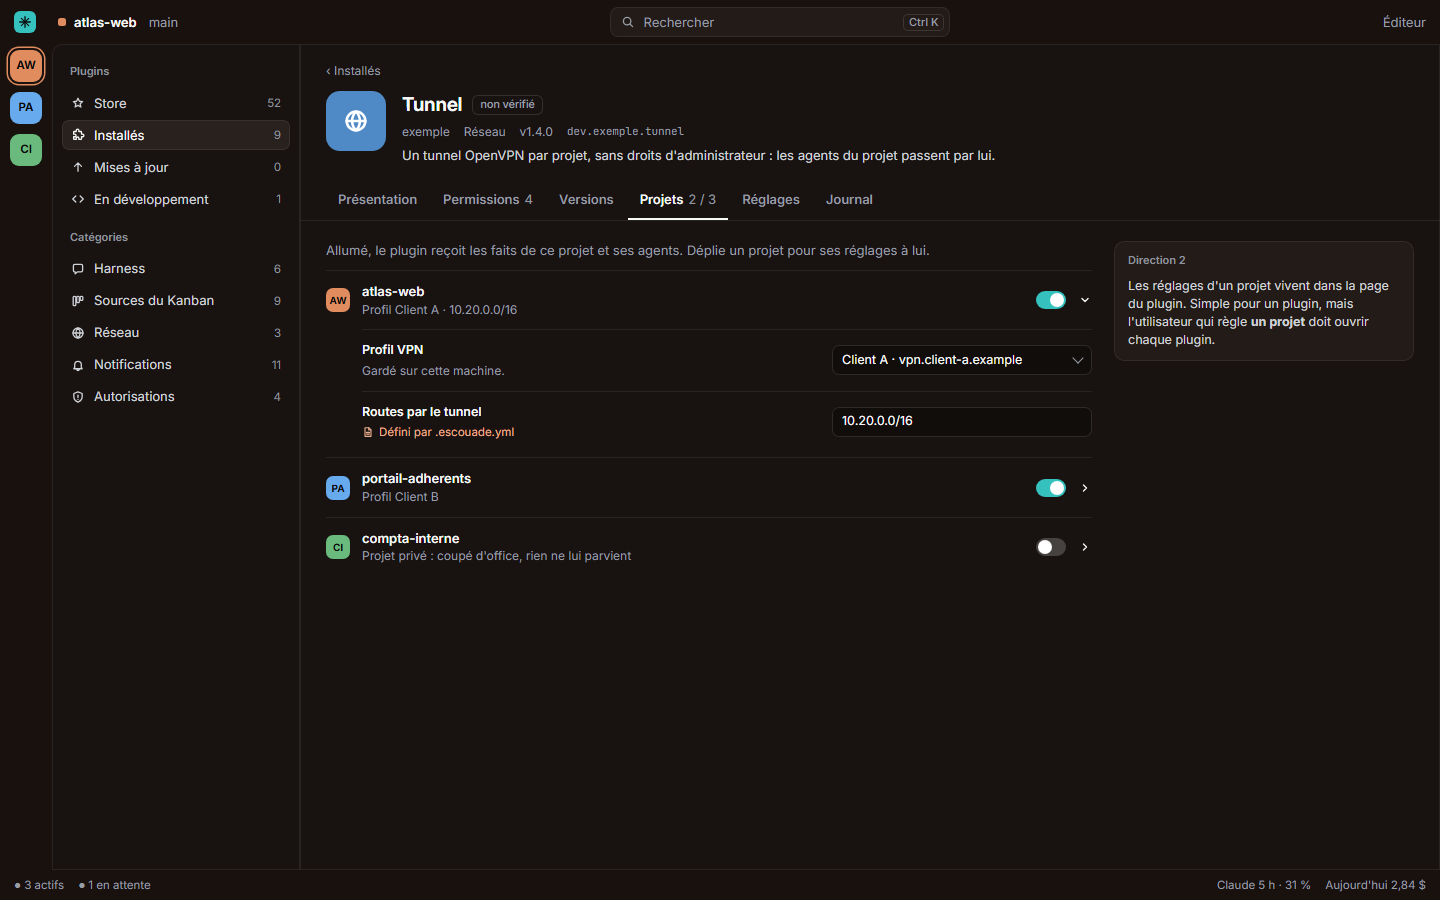 atlas-web main
Rechercher
Ctrl K
Éditeur
AW
PA
CI
Plugins
Store 52
Installés 9
Mises à jour 0
En développement 1
Catégories
Harness 6
Sources du Kanban 9
Réseau 3
Notifications 11
Autorisations 4
‹ Installés
Tunnel non vérifié
exemple Réseau v1.4.0 dev.exemple.tunnel
Un tunnel OpenVPN par projet, sans droits d'administrateur : les agents du projet passent par lui.
Présentation Permissions 4 Versions Projets 2 / 3 Réglages Journal
Allumé, le plugin reçoit les faits de ce projet et ses agents. Déplie un projet pour ses réglages à lui.
AW
atlas-web
Profil Client A · 10.20.0.0/16
Profil VPN
Gardé sur cette machine.
Client A · vpn.client-a.example
Routes par le tunnel
Défini par .escouade.yml
10.20.0.0/16
PA
portail-adherents
Profil Client B
CI
compta-interne
Projet privé : coupé d'office, rien ne lui parvient
Direction 2
Les réglages d'un projet vivent dans la page
du plugin. Simple pour un plugin, mais
l'utilisateur qui règle un projet doit ouvrir
chaque plugin.
● 3 actifs ● 1 en attente
Claude 5 h · 31 % Aujourd'hui 2,84 $